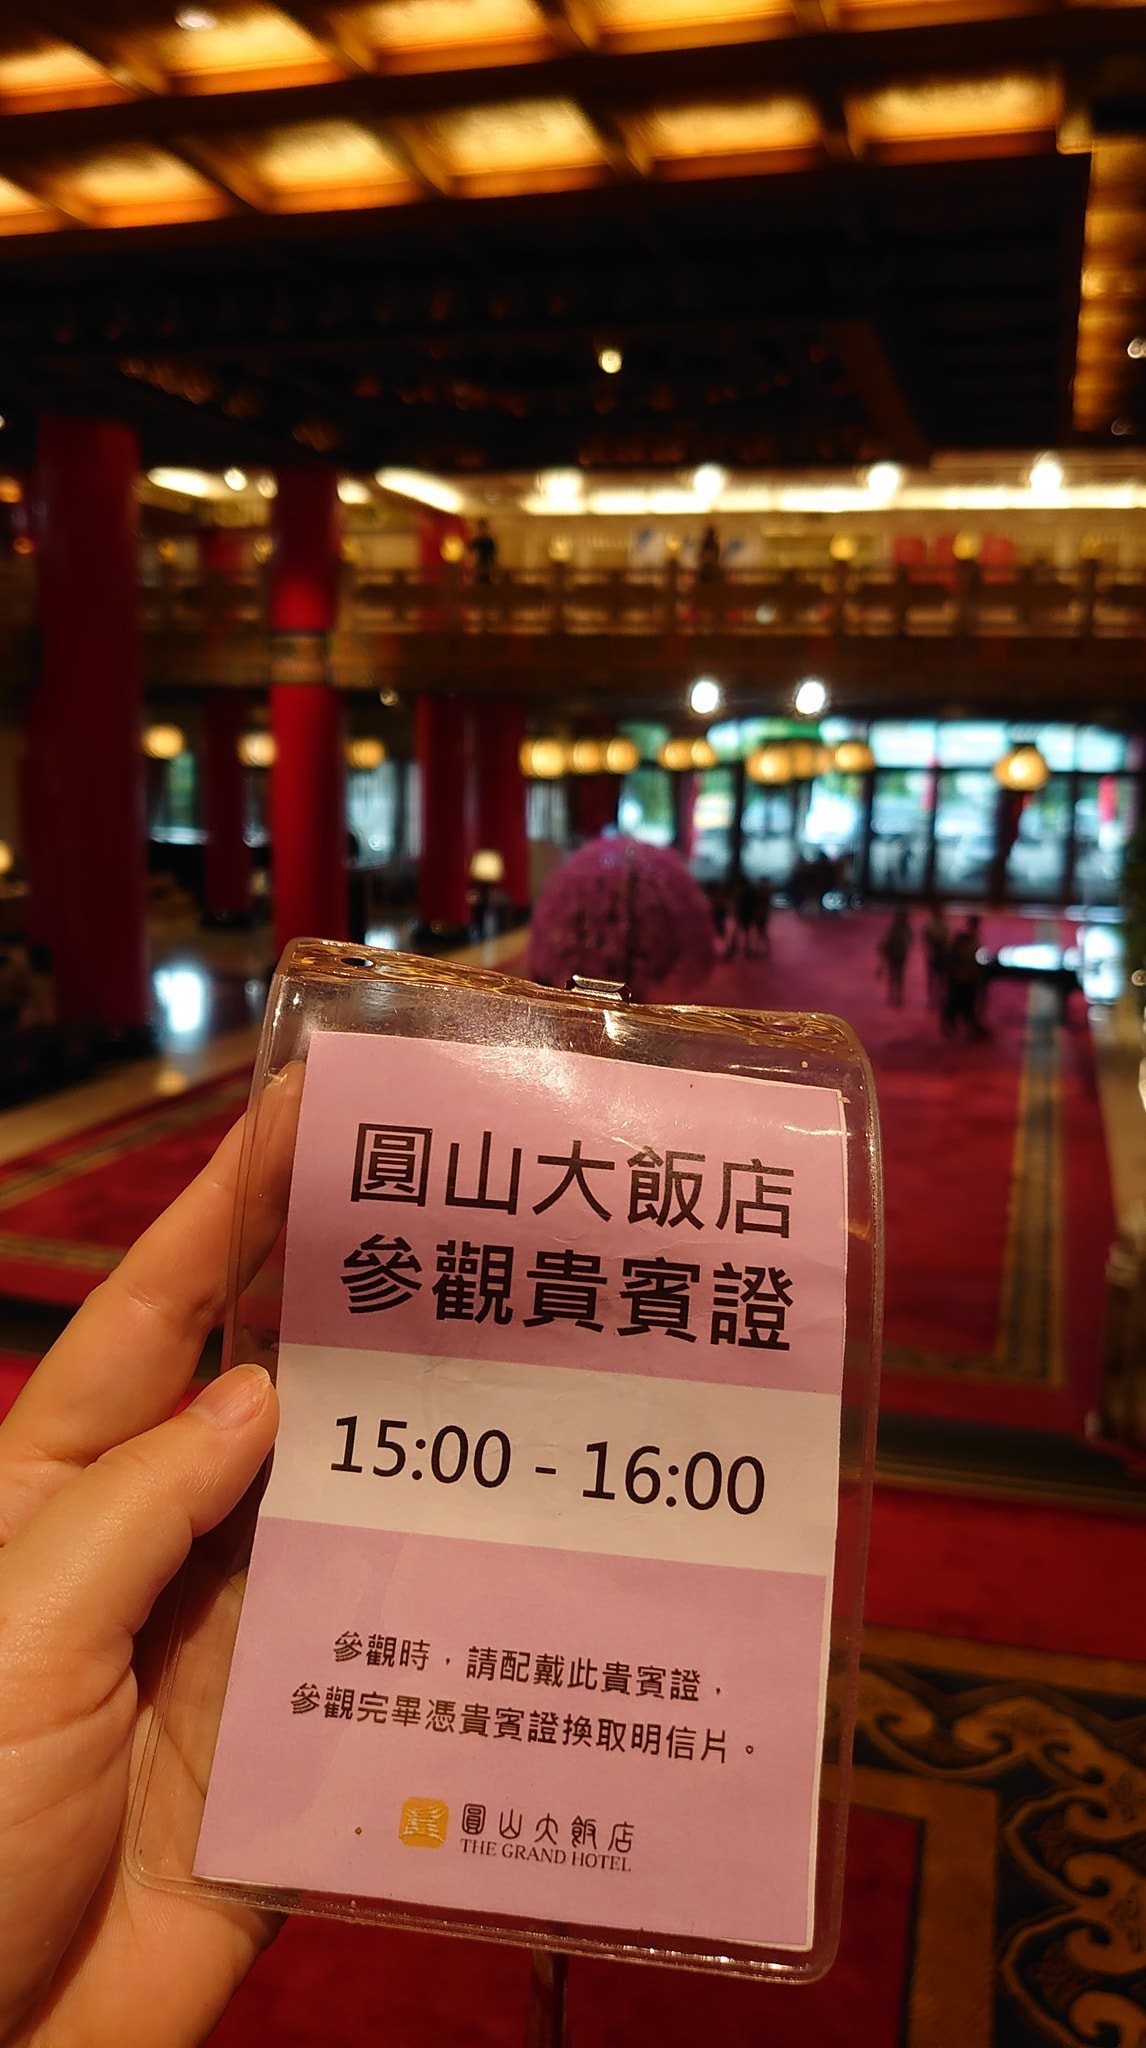 圓山大飯店
參觀貴賓證
15:00 - 16:00
參觀時，請配戴此貴賓證，
參觀完畢憑貴賓證換取明信片。
圓山大飯店
THE GRAND HOTEL